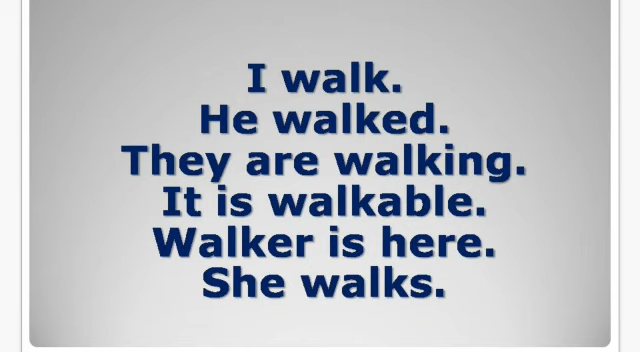 I walk.
He walked.
They are walking.
It is walkable.
Walker is here.
She walks.